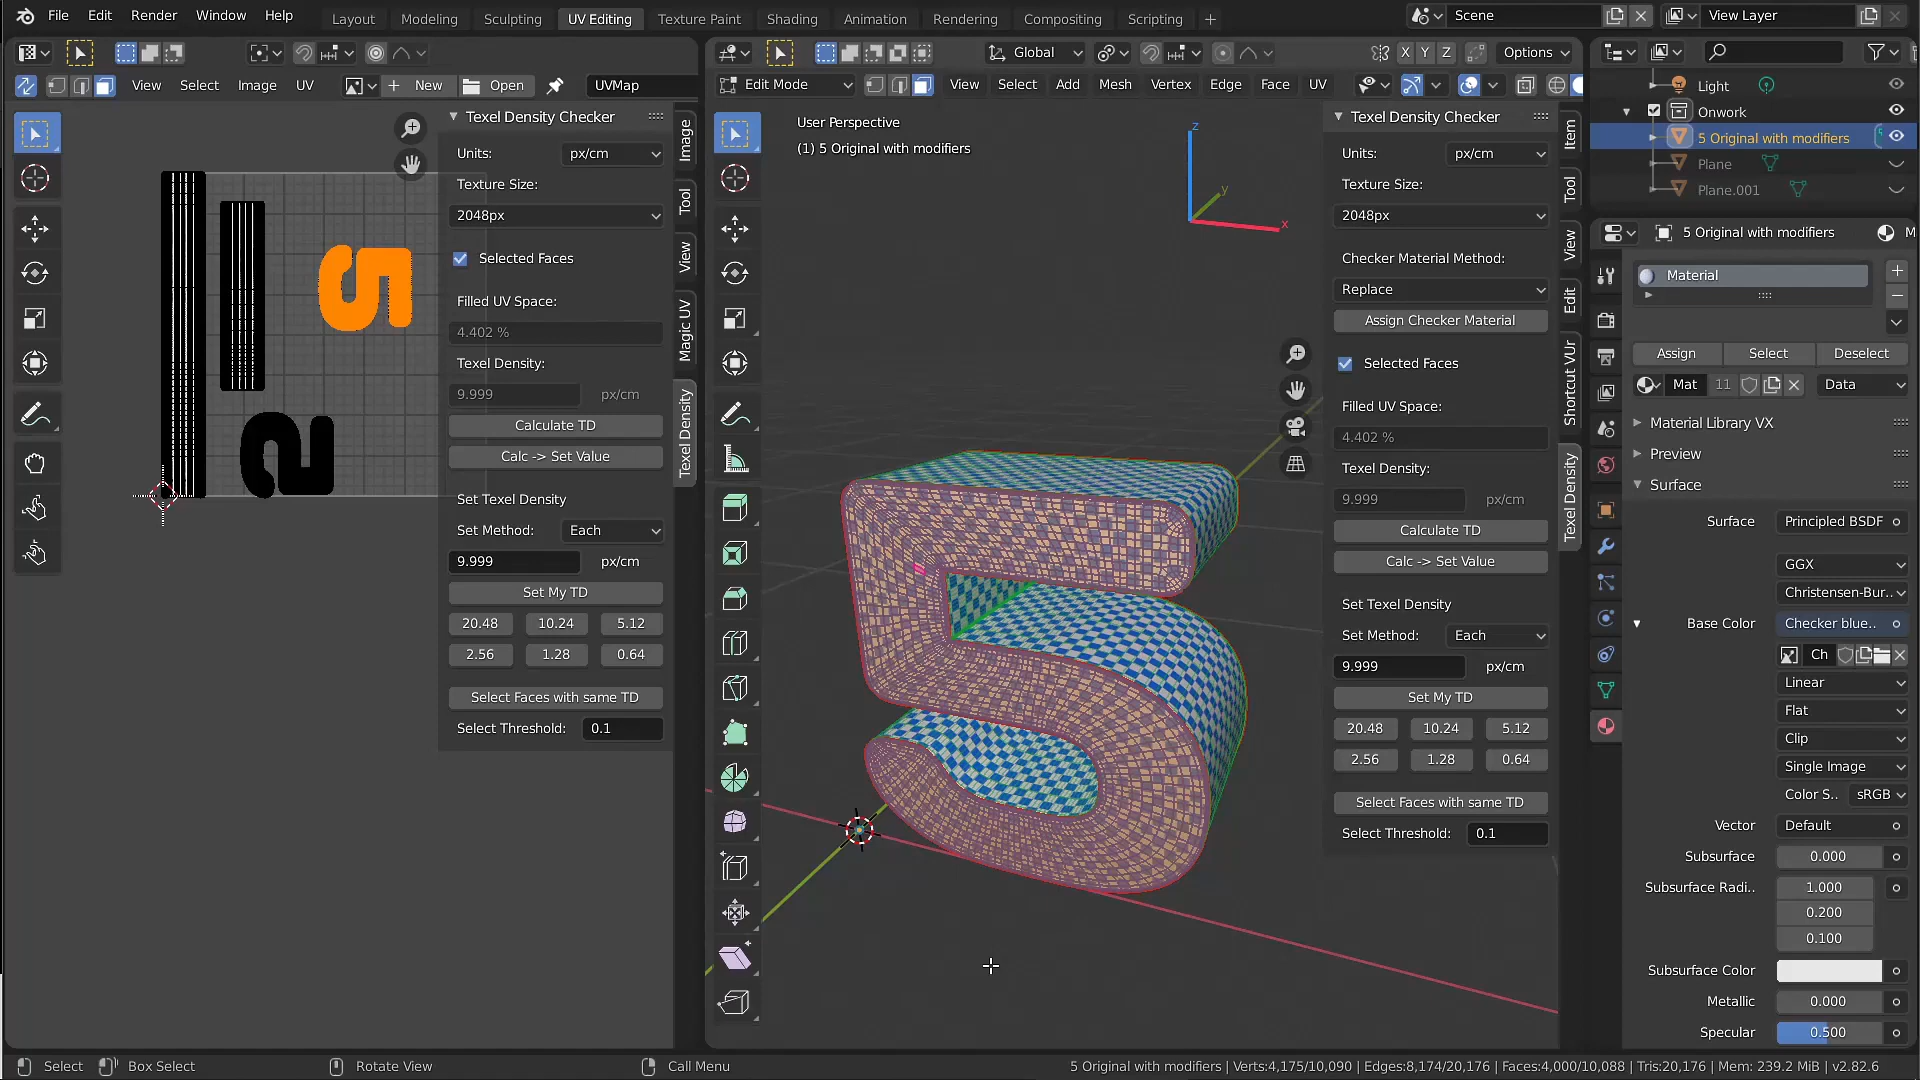 File Edit Render Window Help
Layout Modeling Sculpting UV Editing Texture Paint Shading Animation Rendering Compositing Scripting +
Scene
View Layer
Global
X Y Z
Options
View Select Image UV
New
Open
UVMap
Edit Mode
View Select Add Mesh Vertex Edge Face UV
Texel Density Checker
Units: px/cm
Texture Size:
2048px
Selected Faces
Filled UV Space:
4.402 %
Texel Density:
9.999 px/cm
Calculate TD
Calc -> Set Value
Set Texel Density
Set Method: Each
9.999 px/cm
Set My TD
20.48 10.24 5.12
2.56 1.28 0.64
Select Faces with same TD
Select Threshold: 0.1
Image
Tool
View
Magic UV
Texel Density
User Perspective
(1) 5 Original with modifiers
z
y
x
Texel Density Checker
Units: px/cm
Texture Size:
2048px
Checker Material Method:
Replace
Assign Checker Material
Selected Faces
Filled UV Space:
4.402 %
Texel Density:
9.999 px/cm
Calculate TD
Calc -> Set Value
Set Texel Density
Set Method: Each
9.999 px/cm
Set My TD
20.48 10.24 5.12
2.56 1.28 0.64
Select Faces with same TD
Select Threshold: 0.1
Item
Tool
View
Edit
Shortcut VUr
Texel Density
Light
Onwork
5 Original with modifiers
Plane
Plane.001
5 Original with modifiers M
Material
Assign Select Deselect
Mat 11 Data
Material Library VX
Preview
Surface
Surface Principled BSDF
GGX
Christensen-Bur..
Base Color Checker blue..
Ch
Linear
Flat
Clip
Single Image
Color S.. sRGB
Vector Default
Subsurface 0.000
Subsurface Radi.. 1.000
0.200
0.100
Subsurface Color
Metallic 0.000
Specular 0.500
Select Box Select Rotate View Call Menu
5 Original with modifiers | Verts:4,175/10,090 | Edges:8,174/20,176 | Faces:4,000/10,088 | Tris:20,176 | Mem: 239.2 MiB | v2.82.6